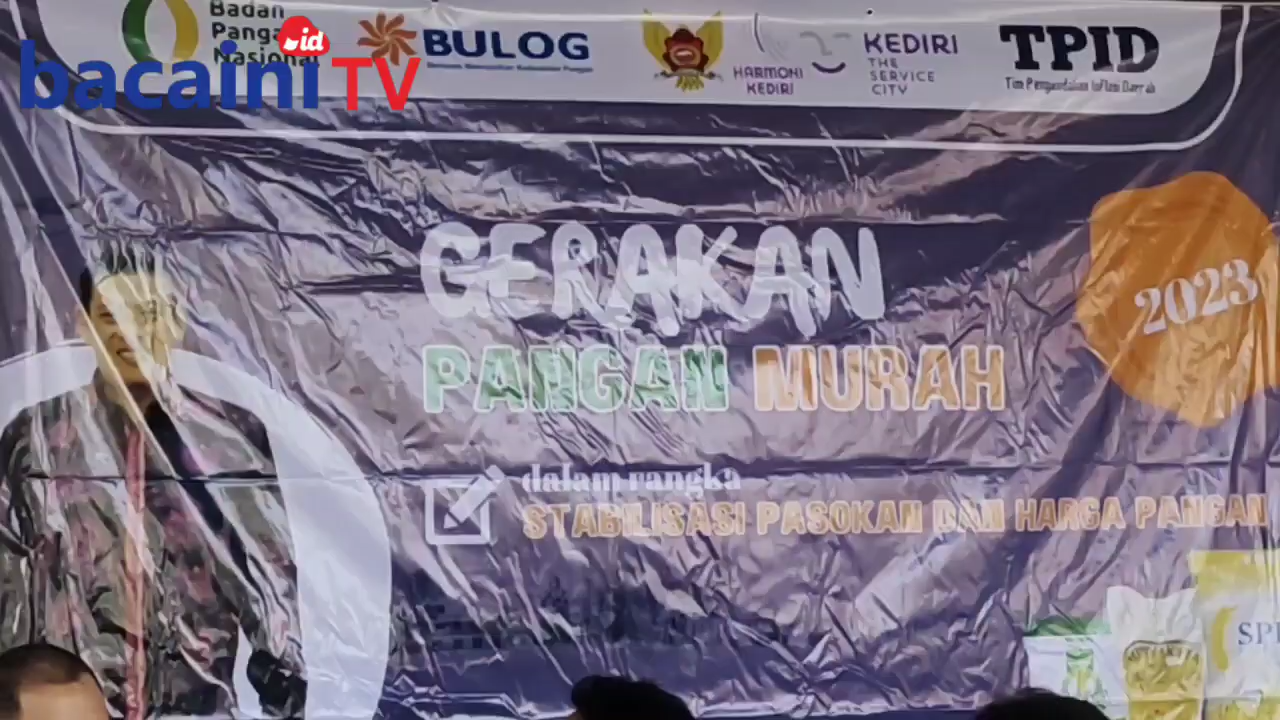 Badan
Pangan
Nasional
bacaini.id TV
BULOG
HARMONI
KEDIRI
KEDIRI
THE
SERVICE
CITY
TPID
Tim Pengendalian Inflasi Daerah
GERAKAN
PANGAN MURAH
2023
dalam rangka
STABILISASI PASOKAN DAN HARGA PANGAN